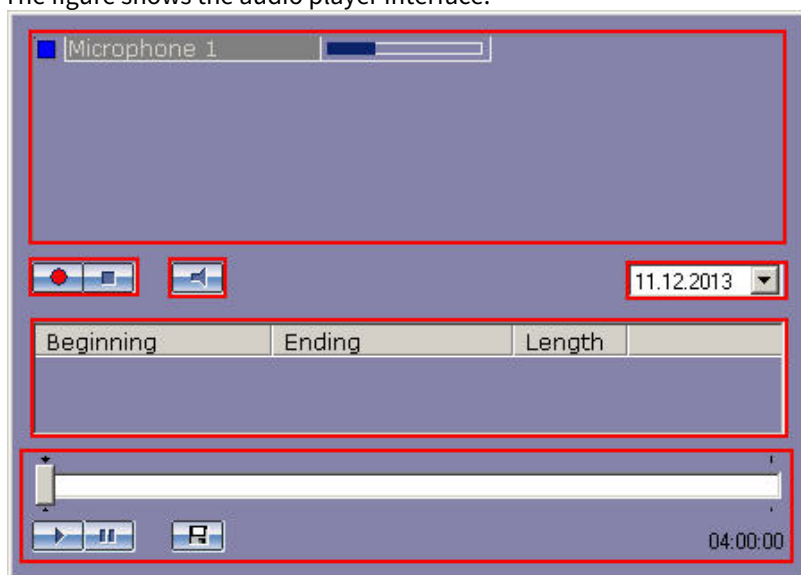 The figure shows the audio player interface.
Microphone 1
11.12.2013
Beginning Ending Length
04:00:00